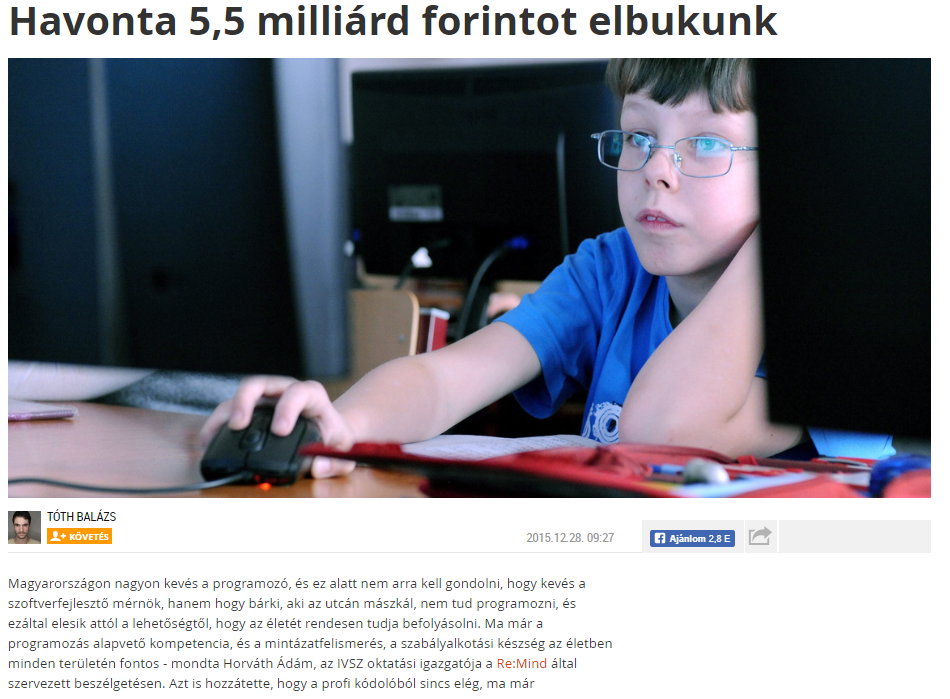 Havonta 5,5 milliárd forintot elbukunk
TÓTH BALÁZS
KÖVETÉS
2015.12.28. 09:27
Ajánlom 2,8 E
Magyarországon nagyon kevés a programozó, és ez alatt nem arra kell gondolni, hogy kevés a
szoftverfejlesztő mérnök, hanem hogy bárki, aki az utcán mászkál, nem tud programozni, és
ezáltal elesik attól a lehetőségtől, hogy az életét rendesen tudja befolyásolni. Ma már a
programozás alapvető kompetencia, és a mintázatfelismerés, a szabályalkotási készség az életben
minden területén fontos - mondta Horváth Ádám, az IVSZ oktatási igazgatója a Re:Mind által
szervezett beszélgetésen. Azt is hozzátette, hogy a profi kódolóból sincs elég, ma már